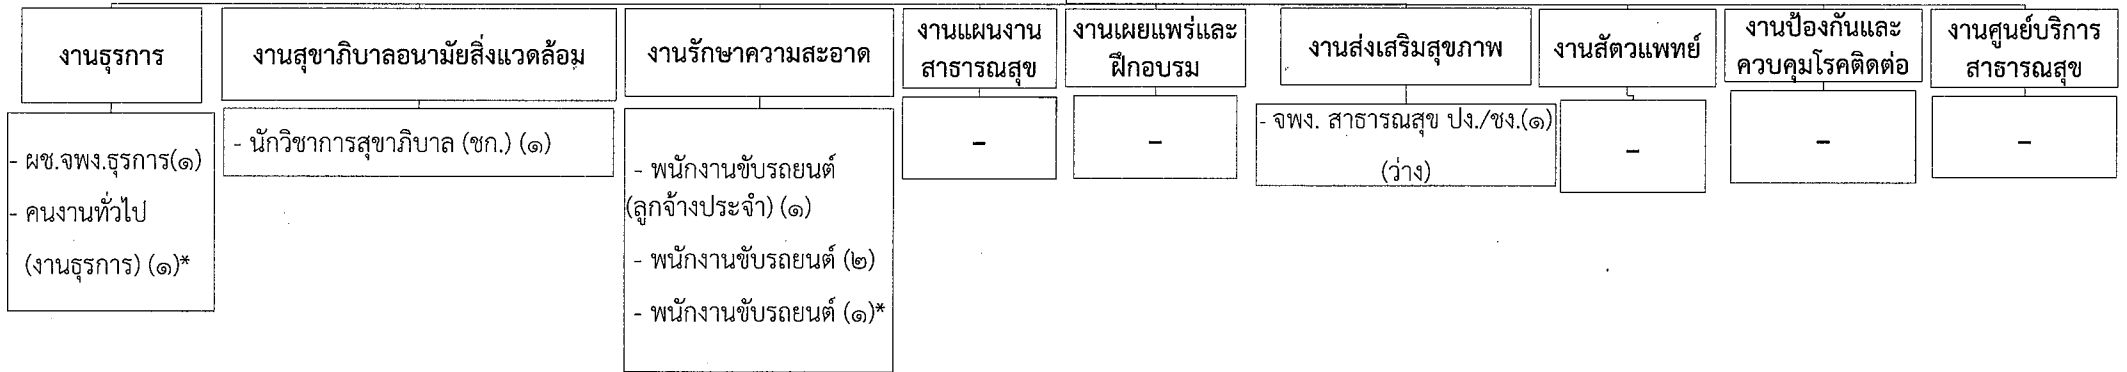 งานธุรการ
- ผช.จพง.ธุรการ(๑)
- คนงานทั่วไป
(งานธุรการ) (๑)*
งานสุขาภิบาลอนามัยสิ่งแวดล้อม
- นักวิชาการสุขาภิบาล (ชก.) (๑)
งานรักษาความสะอาด
- พนักงานขับรถยนต์
(ลูกจ้างประจำ) (๑)
- พนักงานขับรถยนต์ (๒)
- พนักงานขับรถยนต์ (๑)*
งานแผนงาน
สาธารณสุข
-
งานเผยแพร่และ
ฝึกอบรม
-
งานส่งเสริมสุขภาพ
- จพง. สาธารณสุข ปง./ชง.(๑)
(ว่าง)
งานสัตวแพทย์
-
งานป้องกันและ
ควบคุมโรคติดต่อ
-
งานศูนย์บริการ
สาธารณสุข
-